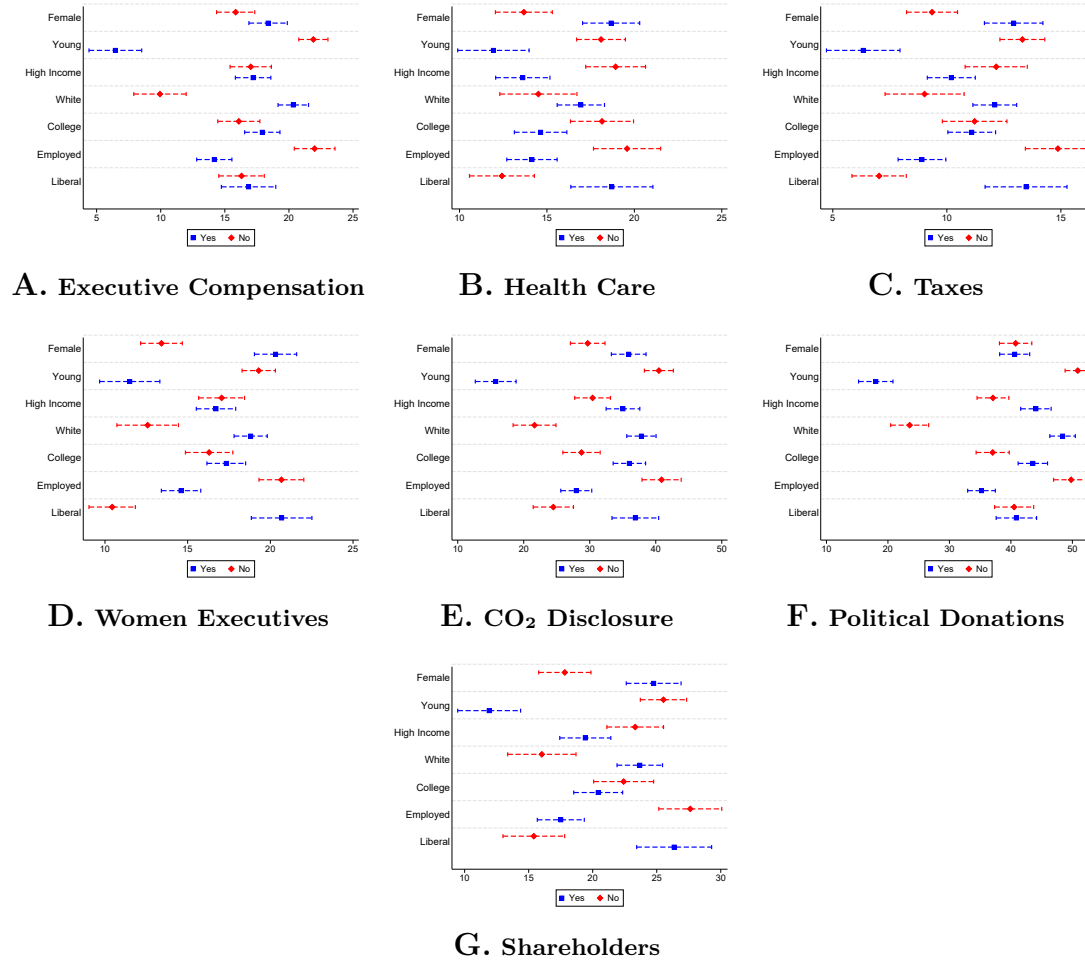 Female
Young
High Income
White
College
Employed
Liberal
5 10 15 20 25
Yes No
A. Executive Compensation
Female
Young
High Income
White
College
Employed
Liberal
10 15 20 25
Yes No
B. Health Care
Female
Young
High Income
White
College
Employed
Liberal
5 10 15
Yes No
C. Taxes
Female
Young
High Income
White
College
Employed
Liberal
10 15 20 25
Yes No
D. Women Executives
Female
Young
High Income
White
College
Employed
Liberal
10 20 30 40 50
Yes No
E. CO₂ Disclosure
Female
Young
High Income
White
College
Employed
Liberal
10 20 30 40 50
Yes No
F. Political Donations
Female
Young
High Income
White
College
Employed
Liberal
10 15 20 25 30
Yes No
G. Shareholders